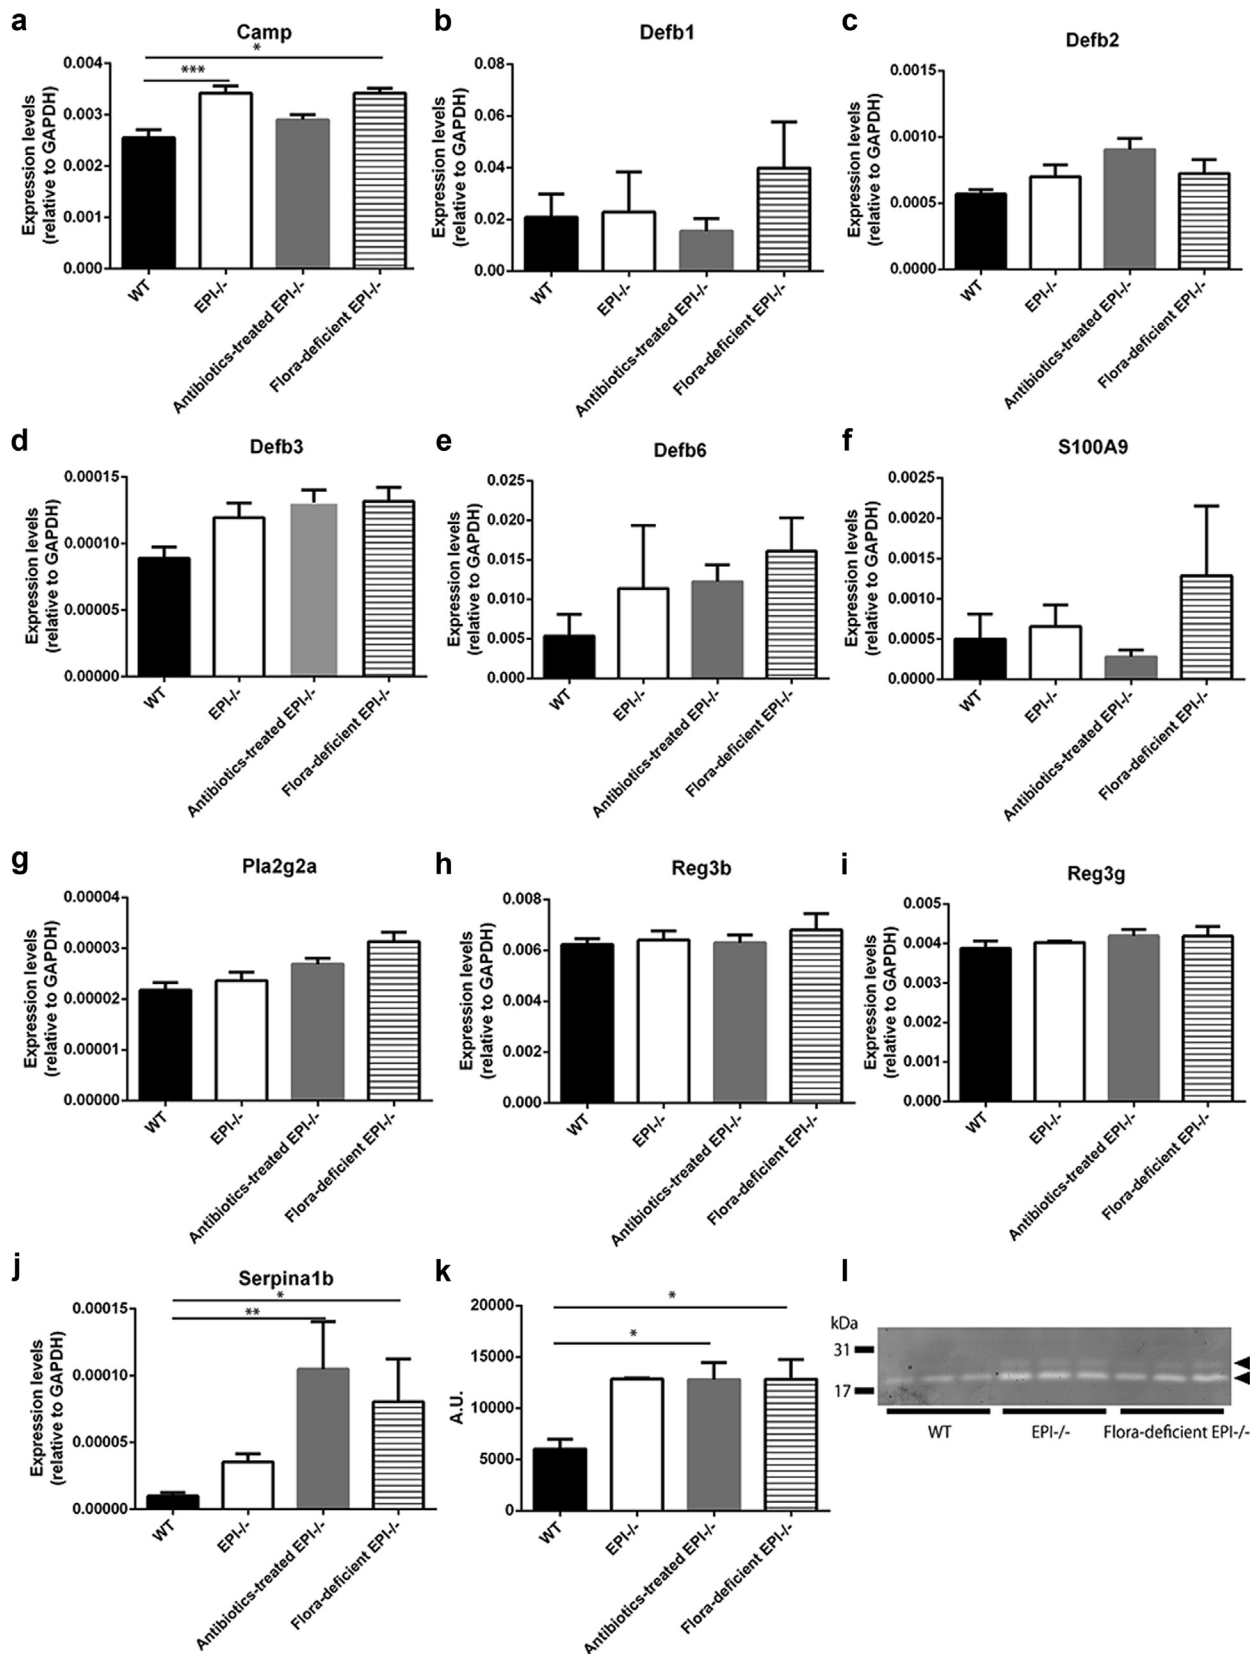 a
Camp
*
***
Expression levels
(relative to GAPDH)
0.004
0.003
0.002
0.001
0.000
WT
EPI-/-
Antibiotics-treated EPI-/-
Flora-deficient EPI-/-
b
Defb1
Expression levels
(relative to GAPDH)
0.08
0.06
0.04
0.02
0.00
WT
EPI-/-
Antibiotics-treated EPI-/-
Flora-deficient EPI-/-
c
Defb2
Expression levels
(relative to GAPDH)
0.0015
0.0010
0.0005
0.0000
WT
EPI-/-
Antibiotics-treated EPI-/-
Flora-deficient EPI-/-
d
Defb3
Expression levels
(relative to GAPDH)
0.00015
0.00010
0.00005
0.00000
WT
EPI-/-
Antibiotics-treated EPI-/-
Flora-deficient EPI-/-
e
Defb6
Expression levels
(relative to GAPDH)
0.025
0.020
0.015
0.010
0.005
0.000
WT
EPI-/-
Antibiotics-treated EPI-/-
Flora-deficient EPI-/-
f
S100A9
Expression levels
(relative to GAPDH)
0.0025
0.0020
0.0015
0.0010
0.0005
0.0000
WT
EPI-/-
Antibiotics-treated EPI-/-
Flora-deficient EPI-/-
g
Pla2g2a
Expression levels
(relative to GAPDH)
0.00004
0.00003
0.00002
0.00001
0.00000
WT
EPI-/-
Antibiotics-treated EPI-/-
Flora-deficient EPI-/-
h
Reg3b
Expression levels
(relative to GAPDH)
0.008
0.006
0.004
0.002
0.000
WT
EPI-/-
Antibiotics-treated EPI-/-
Flora-deficient EPI-/-
i
Reg3g
Expression levels
(relative to GAPDH)
0.005
0.004
0.003
0.002
0.001
0.000
WT
EPI-/-
Antibiotics-treated EPI-/-
Flora-deficient EPI-/-
j
Serpina1b
*
**
Expression levels
(relative to GAPDH)
0.00015
0.00010
0.00005
0.00000
WT
EPI-/-
Antibiotics-treated EPI-/-
Flora-deficient EPI-/-
k
*
*
A.U.
20000
15000
10000
5000
0
WT
EPI-/-
Antibiotics-treated EPI-/-
Flora-deficient EPI-/-
l
kDa
31
17
WT
EPI-/-
Flora-deficient EPI-/-